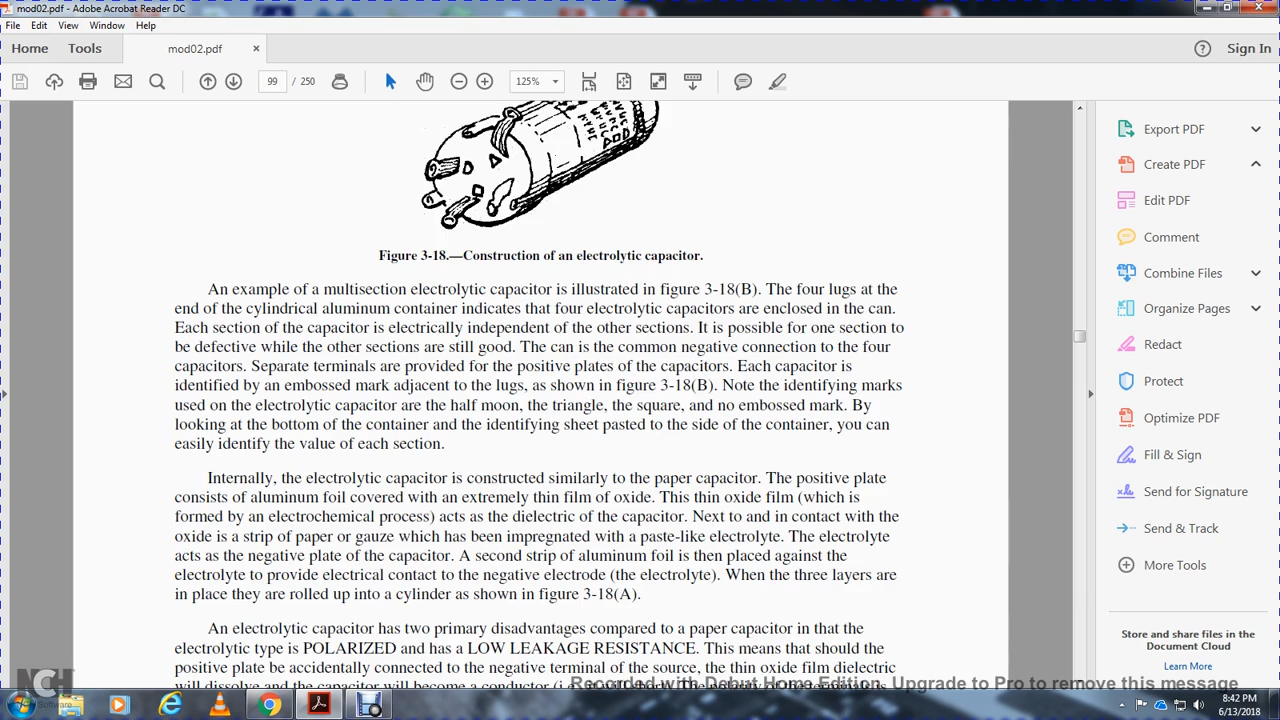 mod02.pdf - Adobe Acrobat Reader DC
File Edit View Window Help
Home Tools mod02.pdf × ? Sign In
99 / 250 125%
Figure 3-18.—Construction of an electrolytic capacitor.
An example of a multisection electrolytic capacitor is illustrated in figure 3-18(B). The four lugs at the
end of the cylindrical aluminum container indicates that four electrolytic capacitors are enclosed in the can.
Each section of the capacitor is electrically independent of the other sections. It is possible for one section to
be defective while the other sections are still good. The can is the common negative connection to the four
capacitors. Separate terminals are provided for the positive plates of the capacitors. Each capacitor is
identified by an embossed mark adjacent to the lugs, as shown in figure 3-18(B). Note the identifying marks
used on the electrolytic capacitor are the half moon, the triangle, the square, and no embossed mark. By
looking at the bottom of the container and the identifying sheet pasted to the side of the container, you can
easily identify the value of each section.
Internally, the electrolytic capacitor is constructed similarly to the paper capacitor. The positive plate
consists of aluminum foil covered with an extremely thin film of oxide. This thin oxide film (which is
formed by an electrochemical process) acts as the dielectric of the capacitor. Next to and in contact with the
oxide is a strip of paper or gauze which has been impregnated with a paste-like electrolyte. The electrolyte
acts as the negative plate of the capacitor. A second strip of aluminum foil is then placed against the
electrolyte to provide electrical contact to the negative electrode (the electrolyte). When the three layers are
in place they are rolled up into a cylinder as shown in figure 3-18(A).
An electrolytic capacitor has two primary disadvantages compared to a paper capacitor in that the
electrolytic type is POLARIZED and has a LOW LEAKAGE RESISTANCE. This means that should the
positive plate be accidentally connected to the negative terminal of the source, the thin oxide film dielectric
will dissolve and the capacitor will become a conductor
Export PDF
Create PDF
Edit PDF
Comment
Combine Files
Organize Pages
Redact
Protect
Optimize PDF
Fill & Sign
Send for Signature
Send & Track
More Tools
Store and share files in the
Document Cloud
Learn More
Recorded with Debut Home Edition. Upgrade to Pro to remove this message
NCH
Software
8:42 PM
6/13/2018